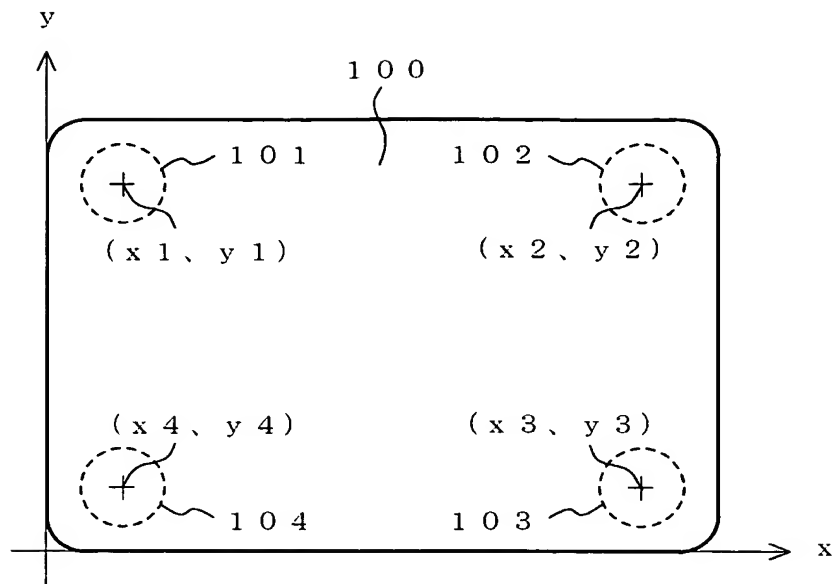 y
１００
１０１
１０２
（ｘ１、ｙ１）
（ｘ２、ｙ２）
（ｘ４、ｙ４）
（ｘ３、ｙ３）
１０４
１０３
x